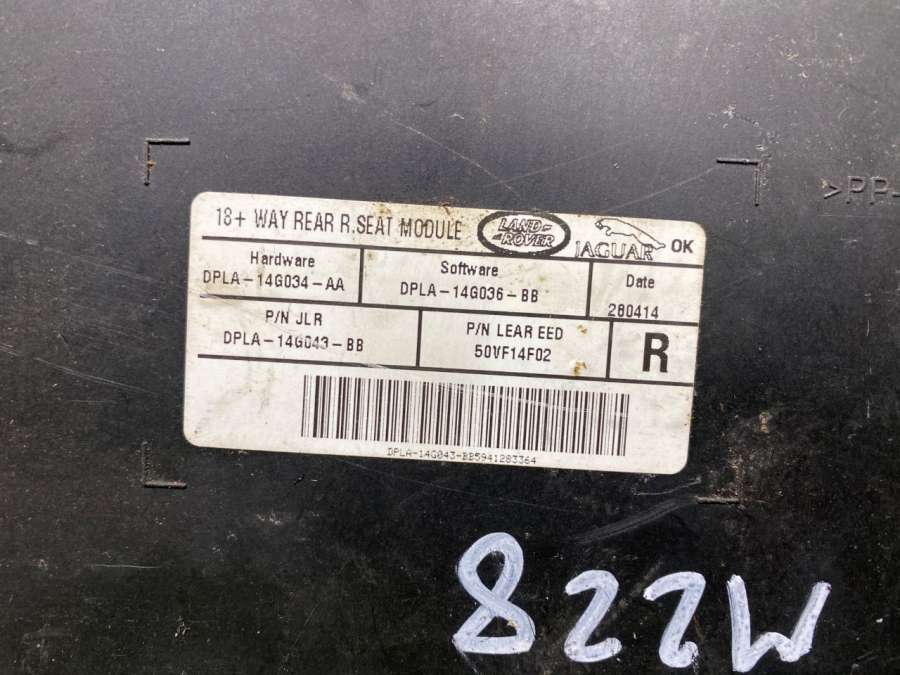 18+ WAY REAR R.SEAT MODULE LAND ROVER JAGUAR OK
Hardware Software Date
DPLA-14G034-AA DPLA-14G036-BB 280414
P/N JLR P/N LEAR EED R
DPLA-14G043-BB 50VF14F02
DPLA-14G043-BB5941283364
>PP-
822W